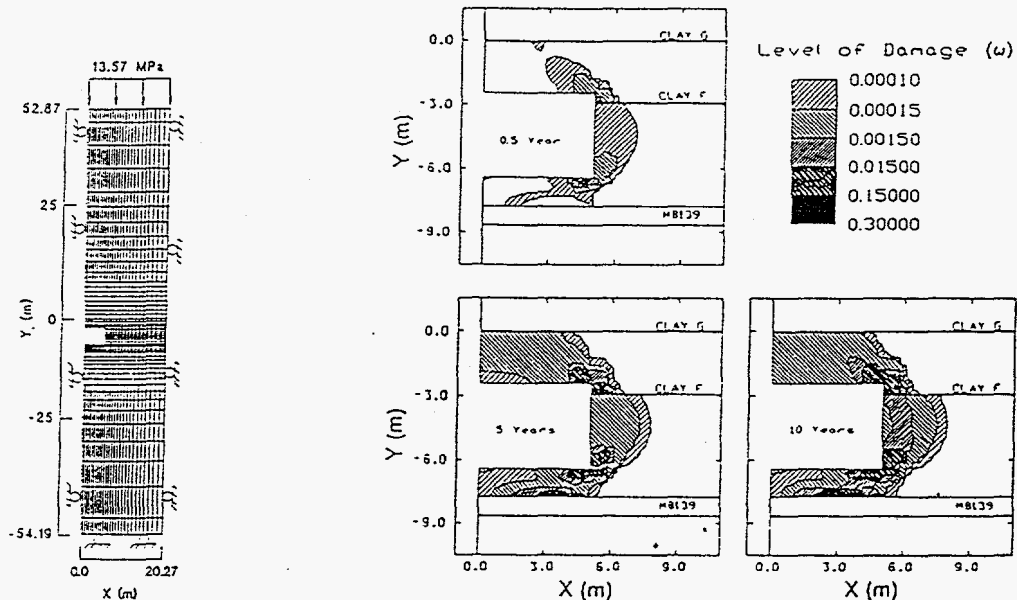 13.57 MPa
52.87
25
0
-25
-54.19
Y, (m)
0.0
20.27
X (m)
0.0
-3.0
-6.0
-9.0
Y (m)
CLAY G
CLAY F
0.5 Year
MB139
Level of Damage (ω)
0.00010
0.00015
0.00150
0.01500
0.15000
0.30000
0.0
-3.0
-6.0
-9.0
Y (m)
CLAY G
CLAY F
5 Years
MB139
0.0
3.0
6.0
9.0
X (m)
CLAY G
CLAY F
10 Years
MB139
0.0
3.0
6.0
9.0
X (m)